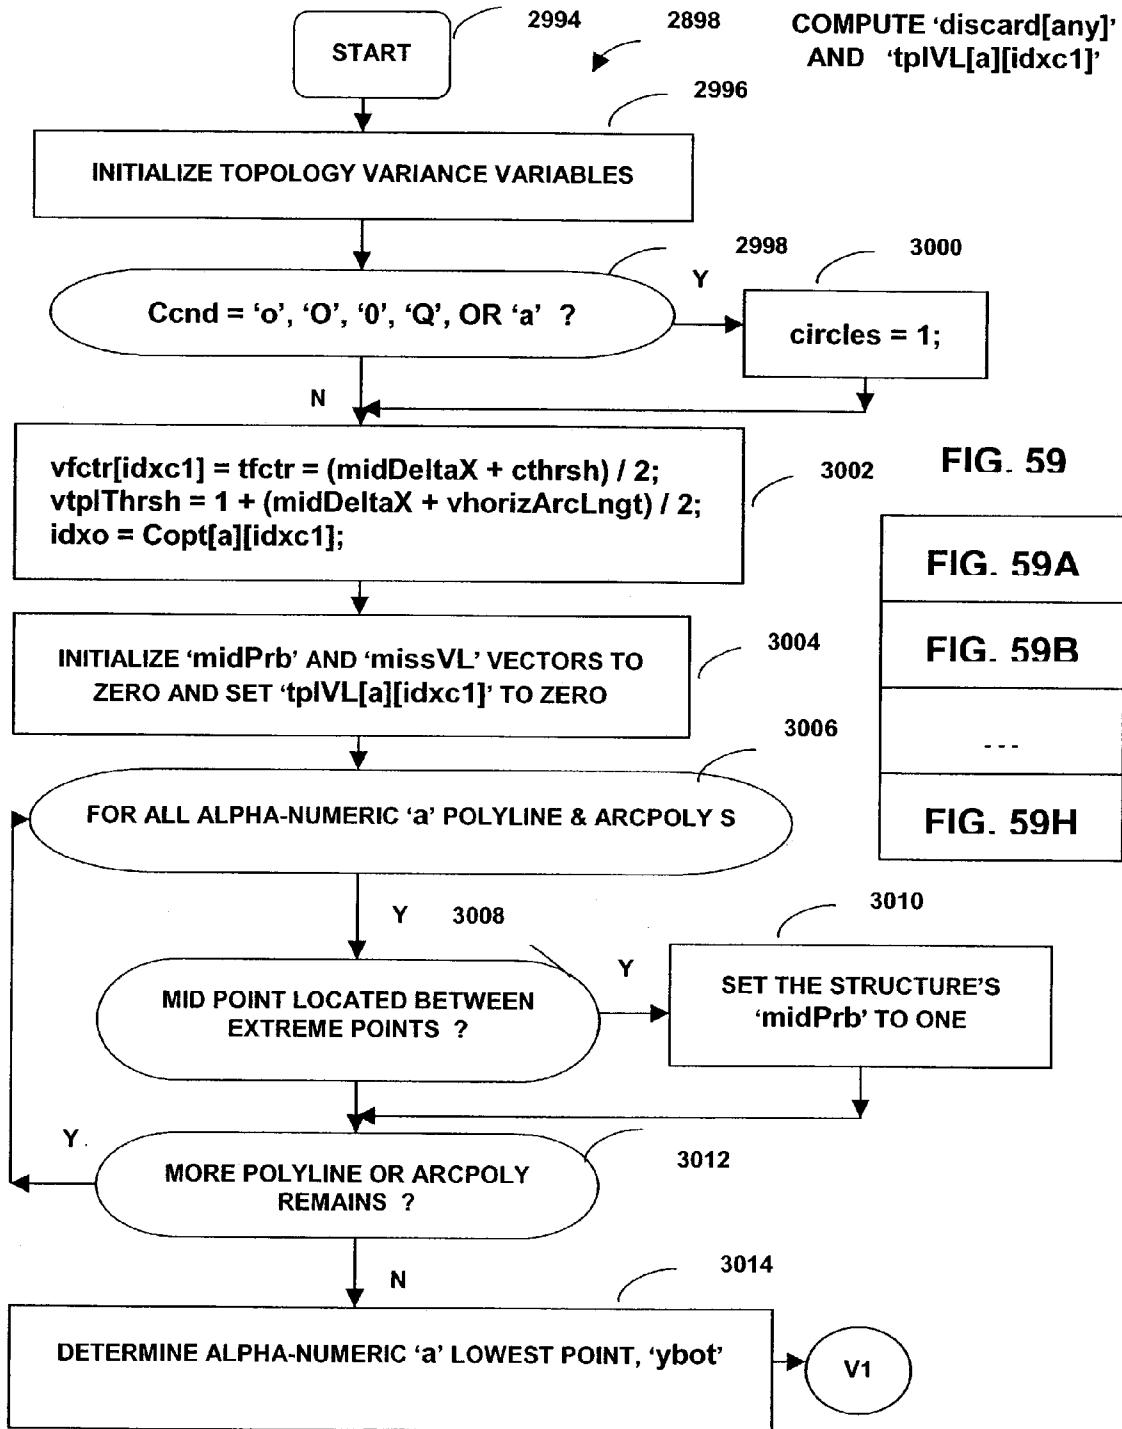 2994
2898
COMPUTE ‘discard[any]’
AND ‘tplVL[a][idxc1]’
START
2996
INITIALIZE TOPOLOGY VARIANCE VARIABLES
2998
3000
Ccnd = ‘o’, ‘O’, ‘0’, ‘Q’, OR ‘a’ ?
Y
circles = 1;
N
vfctr[idxc1] = tfctr = (midDeltaX + cthrsh) / 2;
vtplThrsh = 1 + (midDeltaX + vhorizArcLngt) / 2;
idxo = Copt[a][idxc1];
3002
FIG. 59
FIG. 59A
FIG. 59B
---
FIG. 59H
INITIALIZE ‘midPrb’ AND ‘missVL’ VECTORS TO
ZERO AND SET ‘tplVL[a][idxc1]’ TO ZERO
3004
3006
FOR ALL ALPHA-NUMERIC ‘a’ POLYLINE & ARCPOLY S
Y
3008
3010
MID POINT LOCATED BETWEEN
EXTREME POINTS ?
Y
SET THE STRUCTURE'S
‘midPrb’ TO ONE
Y
MORE POLYLINE OR ARCPOLY
REMAINS ?
3012
N
3014
DETERMINE ALPHA-NUMERIC ‘a’ LOWEST POINT, ‘ybot’
V1